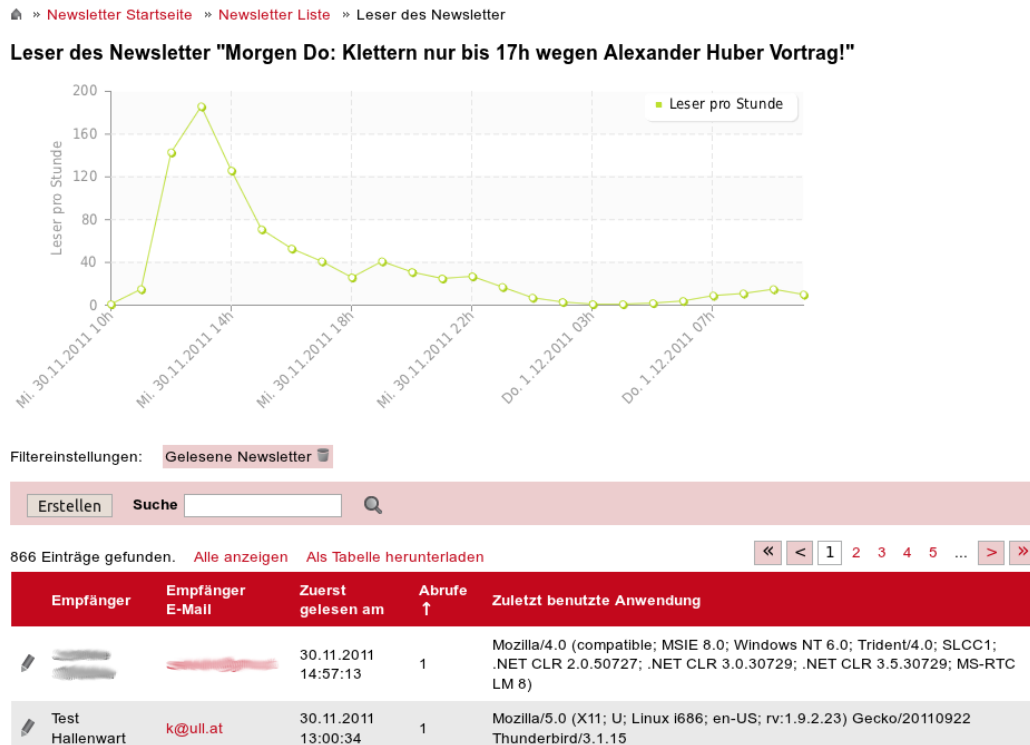 » Newsletter Startseite » Newsletter Liste » Leser des Newsletter
Leser des Newsletter "Morgen Do: Klettern nur bis 17h wegen Alexander Huber Vortrag!"
Leser pro Stunde
200
160
120
80
40
0
Leser pro Stunde
Mi. 30.11.2011 10h
Mi. 30.11.2011 14h
Mi. 30.11.2011 18h
Mi. 30.11.2011 22h
Do. 1.12.2011 03h
Do. 1.12.2011 07h
Filtereinstellungen: Gelesene Newsletter
Erstellen Suche
866 Einträge gefunden. Alle anzeigen Als Tabelle herunterladen « < 1 2 3 4 5 ... > »
Empfänger
Empfänger
E-Mail
Zuerst
gelesen am
Abrufe
↑
Zuletzt benutzte Anwendung
30.11.2011
14:57:13
1
Mozilla/4.0 (compatible; MSIE 8.0; Windows NT 6.0; Trident/4.0; SLCC1;
.NET CLR 2.0.50727; .NET CLR 3.0.30729; .NET CLR 3.5.30729; MS-RTC
LM 8)
Test
Hallenwart
k@ull.at
30.11.2011
13:00:34
1
Mozilla/5.0 (X11; U; Linux i686; en-US; rv:1.9.2.23) Gecko/20110922
Thunderbird/3.1.15